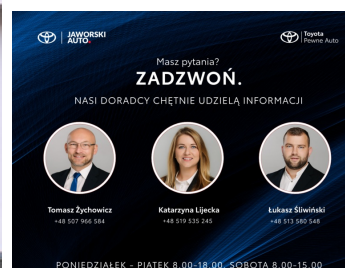 JAWORSKI
AUTO.
Toyota
Pewne Auto
Masz pytania?
ZADZWOŃ.
NASI DORADCY CHĘTNIE UDZIELĄ INFORMACJI
Tomasz Żychowicz
+48 507 966 584
Katarzyna Lijecka
+48 519 535 245
Łukasz Śliwiński
+48 513 580 548
PONIEDZIAŁEK – PIĄTEK 8.00-18.00, SOBOTA 8.00-15.00